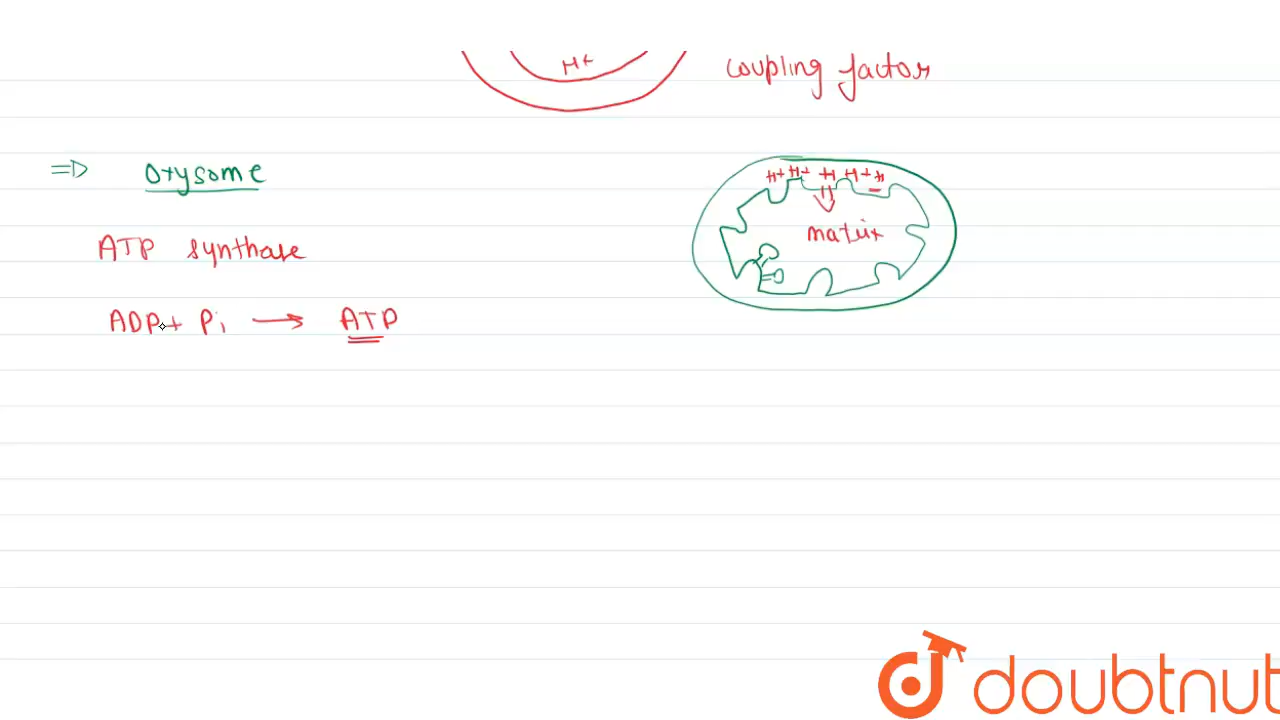 H+
coupling factor
⇒ Oxysome
H+ H+ H H+ H
matrix
ATP synthase
ADP + Pi → ATP
doubtnut